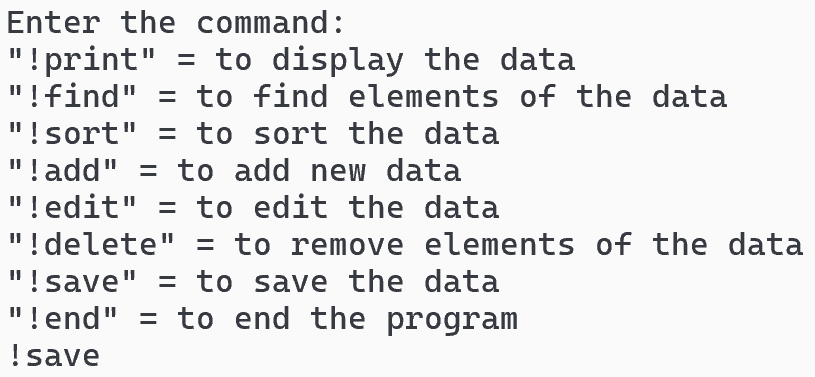 Enter the command:
"!print" = to display the data
"!find" = to find elements of the data
"!sort" = to sort the data
"!add" = to add new data
"!edit" = to edit the data
"!delete" = to remove elements of the data
"!save" = to save the data
"!end" = to end the program
!save